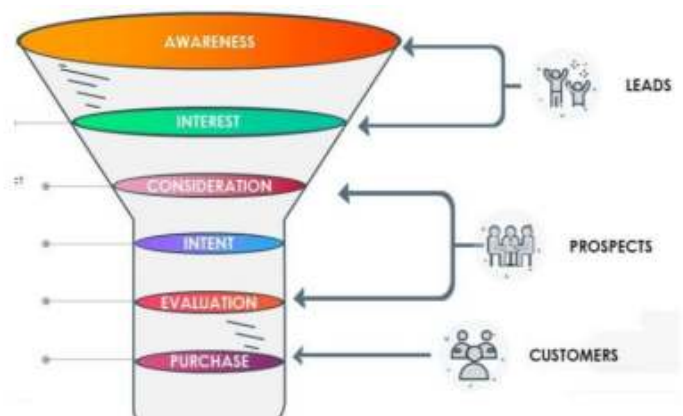 AWARENESS
LEADS
INTEREST
CONSIDERATION
INTENT
PROSPECTS
EVALUATION
CUSTOMERS
PURCHASE